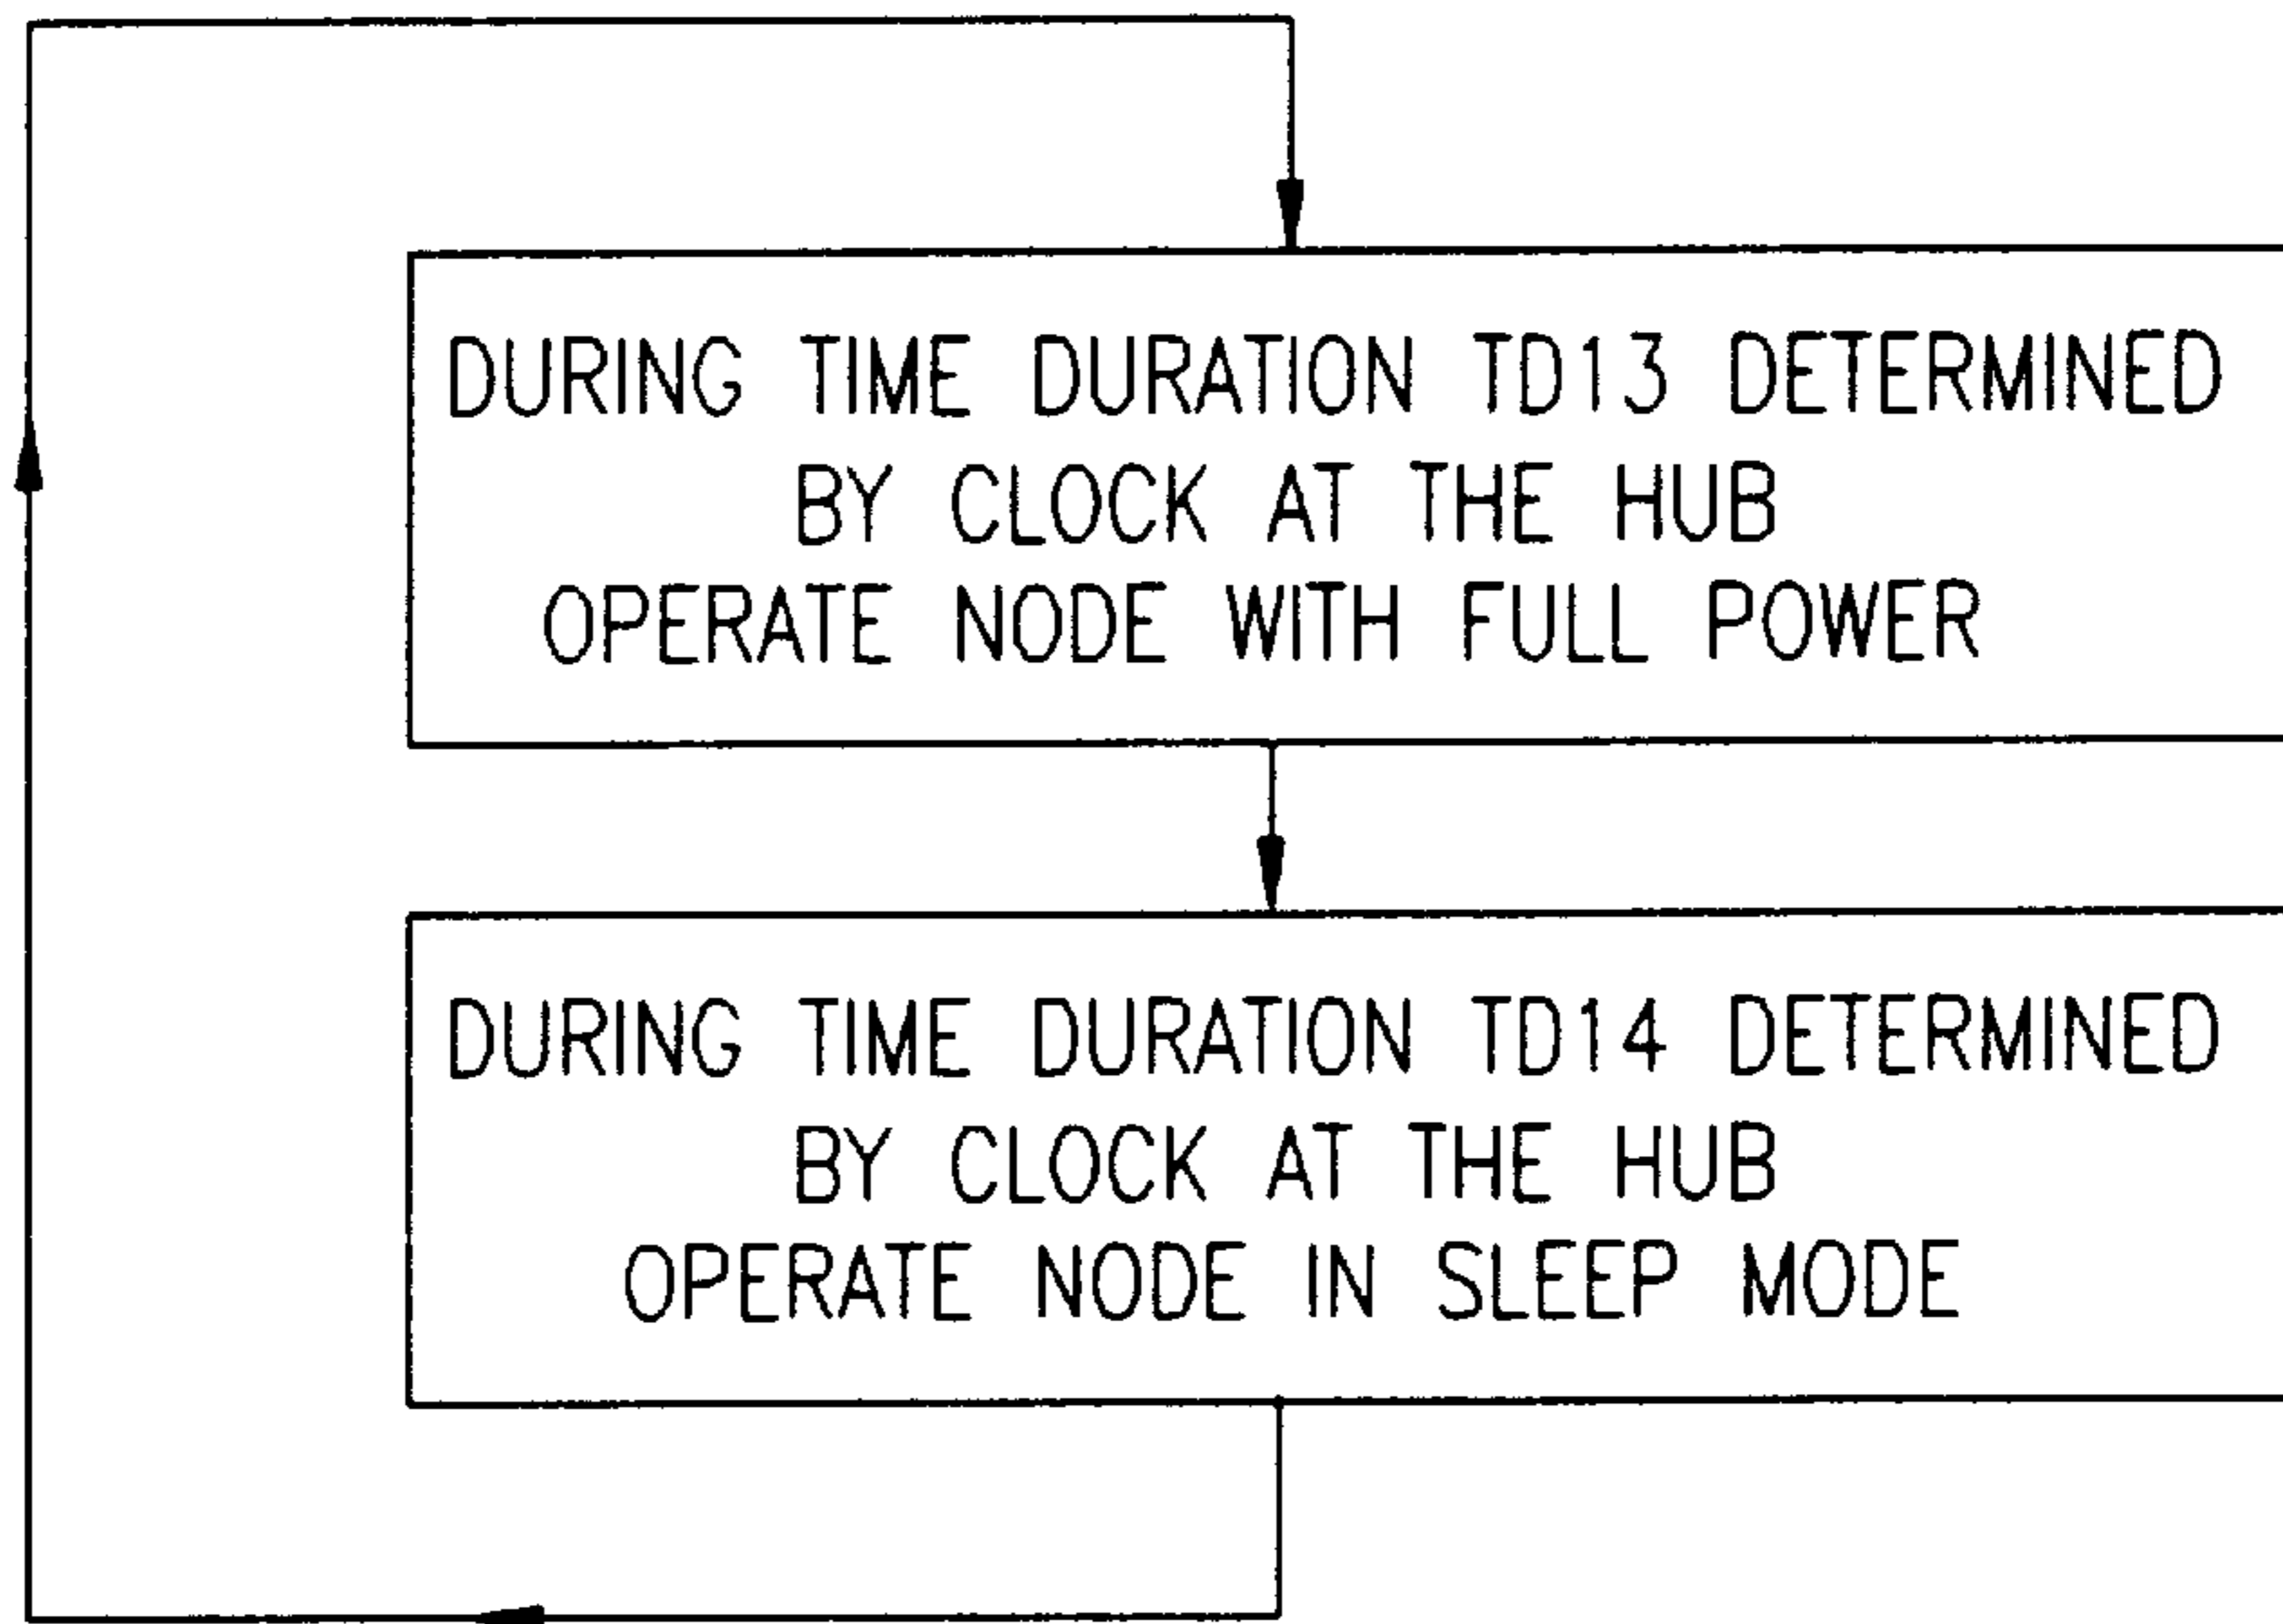 DURING TIME DURATION TD13 DETERMINED
BY CLOCK AT THE HUB
OPERATE NODE WITH FULL POWER
DURING TIME DURATION TD14 DETERMINED
BY CLOCK AT THE HUB
OPERATE NODE IN SLEEP MODE